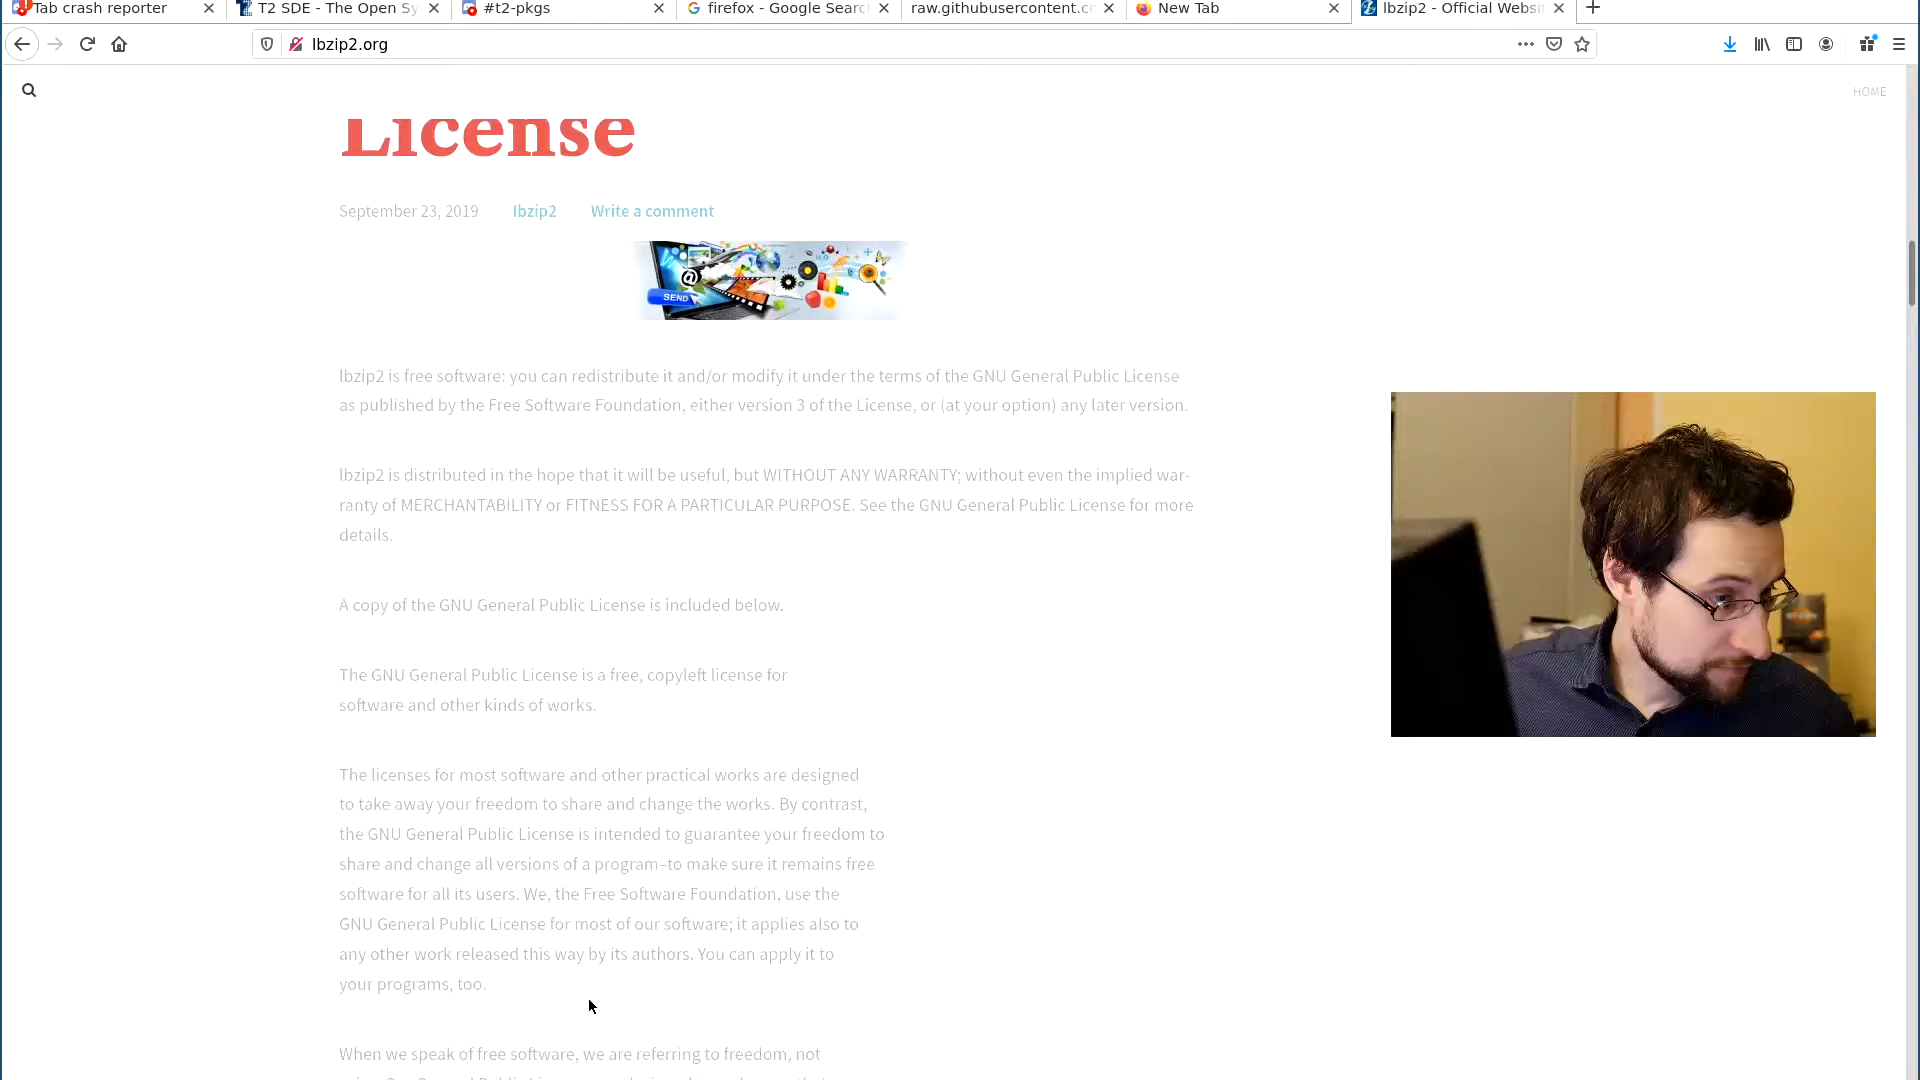 Tab crash reporter
T2 SDE - The Open Sy
#t2-pkgs
firefox - Google Searc
raw.githubusercontent.c
New Tab
lbzip2 - Official Websi
lbzip2.org
HOME
License
September 23, 2019 lbzip2 Write a comment
@
SEND
lbzip2 is free software: you can redistribute it and/or modify it under the terms of the GNU General Public License
as published by the Free Software Foundation, either version 3 of the License, or (at your option) any later version.
lbzip2 is distributed in the hope that it will be useful, but WITHOUT ANY WARRANTY; without even the implied war-
ranty of MERCHANTABILITY or FITNESS FOR A PARTICULAR PURPOSE. See the GNU General Public License for more
details.
A copy of the GNU General Public License is included below.
The GNU General Public License is a free, copyleft license for
software and other kinds of works.
The licenses for most software and other practical works are designed
to take away your freedom to share and change the works. By contrast,
the GNU General Public License is intended to guarantee your freedom to
share and change all versions of a program–to make sure it remains free
software for all its users. We, the Free Software Foundation, use the
GNU General Public License for most of our software; it applies also to
any other work released this way by its authors. You can apply it to
your programs, too.
When we speak of free software, we are referring to freedom, not